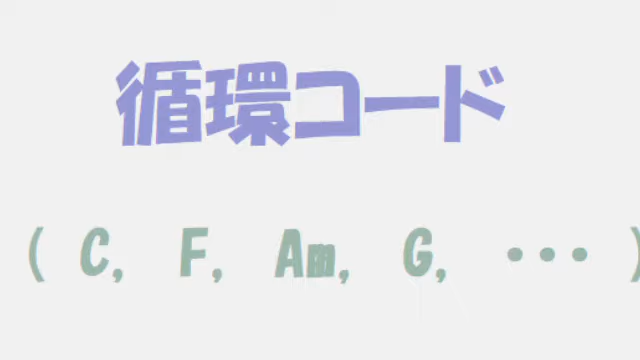 循環コード
( C, F, Am, G, ・・・ )